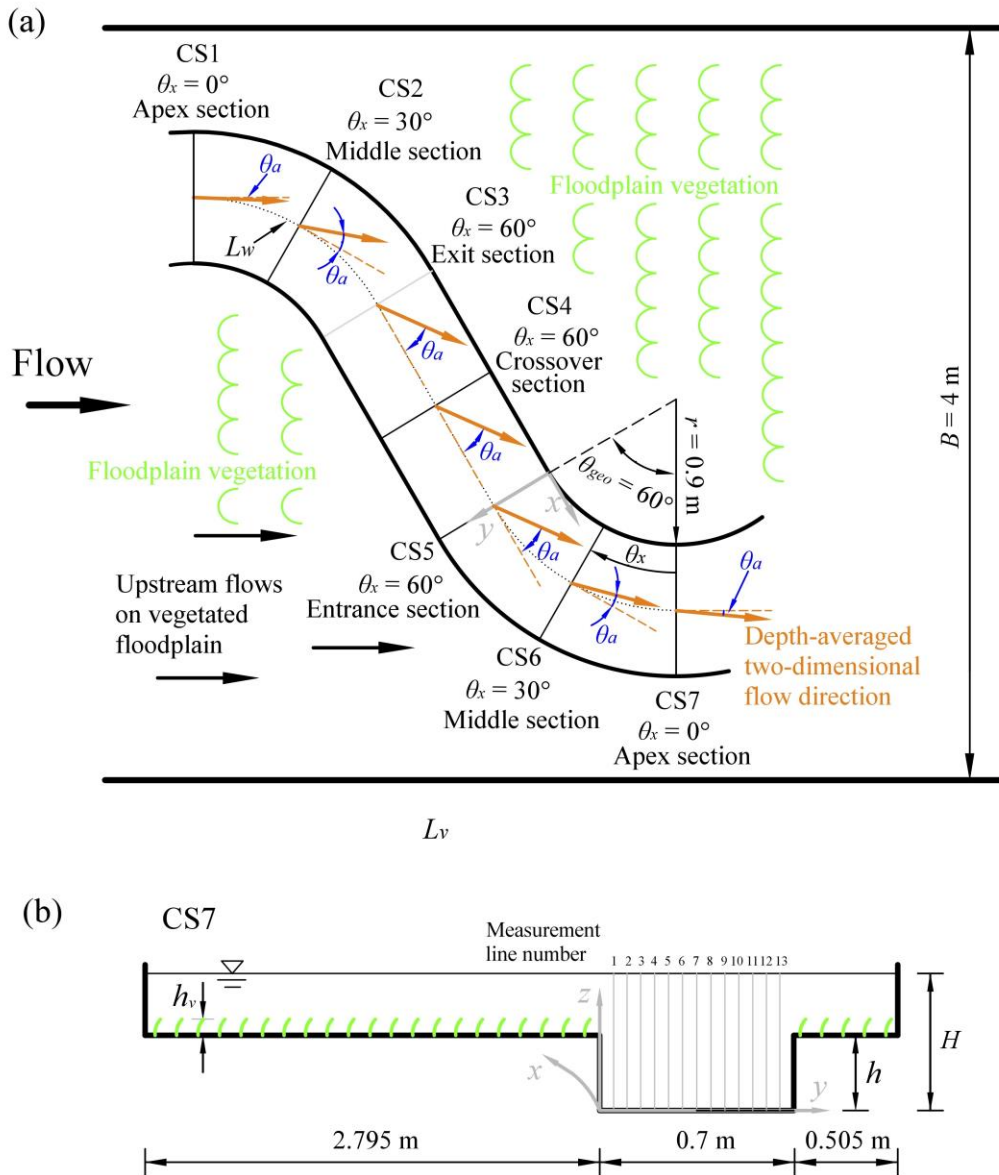 (a)
CS1
θx = 0°
Apex section
CS2
θx = 30°
Middle section
CS3
θx = 60°
Exit section
CS4
θx = 60°
Crossover
section
Floodplain vegetation
θa
θa
θa
θa
θa
θa
θa
Lw
Flow
Floodplain vegetation
Upstream flows
on vegetated
floodplain
x
y
θgeo = 60°
r = 0.9 m
θx
B = 4 m
CS5
θx = 60°
Entrance section
CS6
θx = 30°
Middle section
CS7
θx = 0°
Apex section
Depth-averaged
two-dimensional
flow direction
Lv
(b)
CS7
Measurement
line number
1 2 3 4 5 6 7 8 9 10 11 12 13
hv
z
x
y
h
H
2.795 m
0.7 m
0.505 m